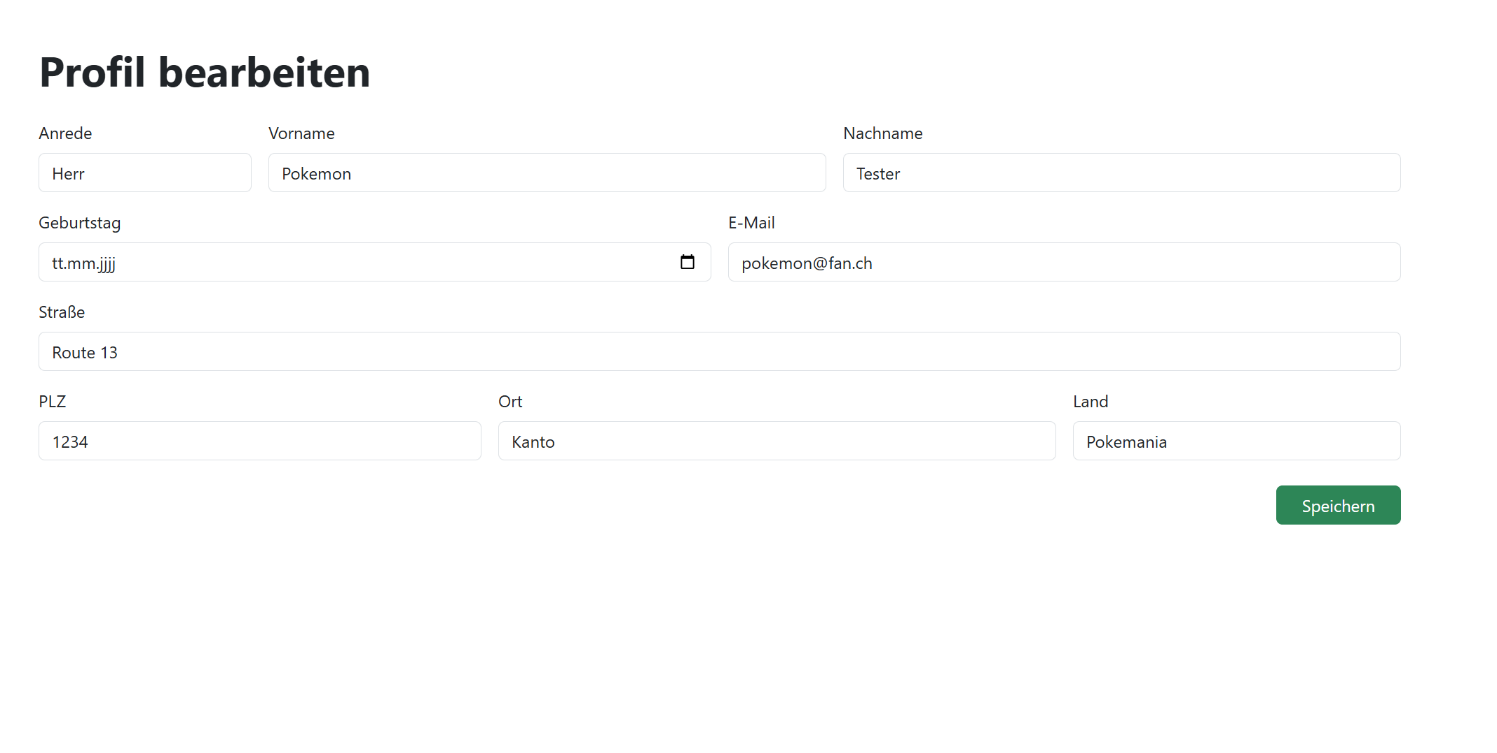 Profil bearbeiten
Anrede Vorname Nachname
Herr Pokemon Tester
Geburtstag E-Mail
tt.mm.jjjj pokemon@fan.ch
Straße
Route 13
PLZ Ort Land
1234 Kanto Pokemania
Speichern